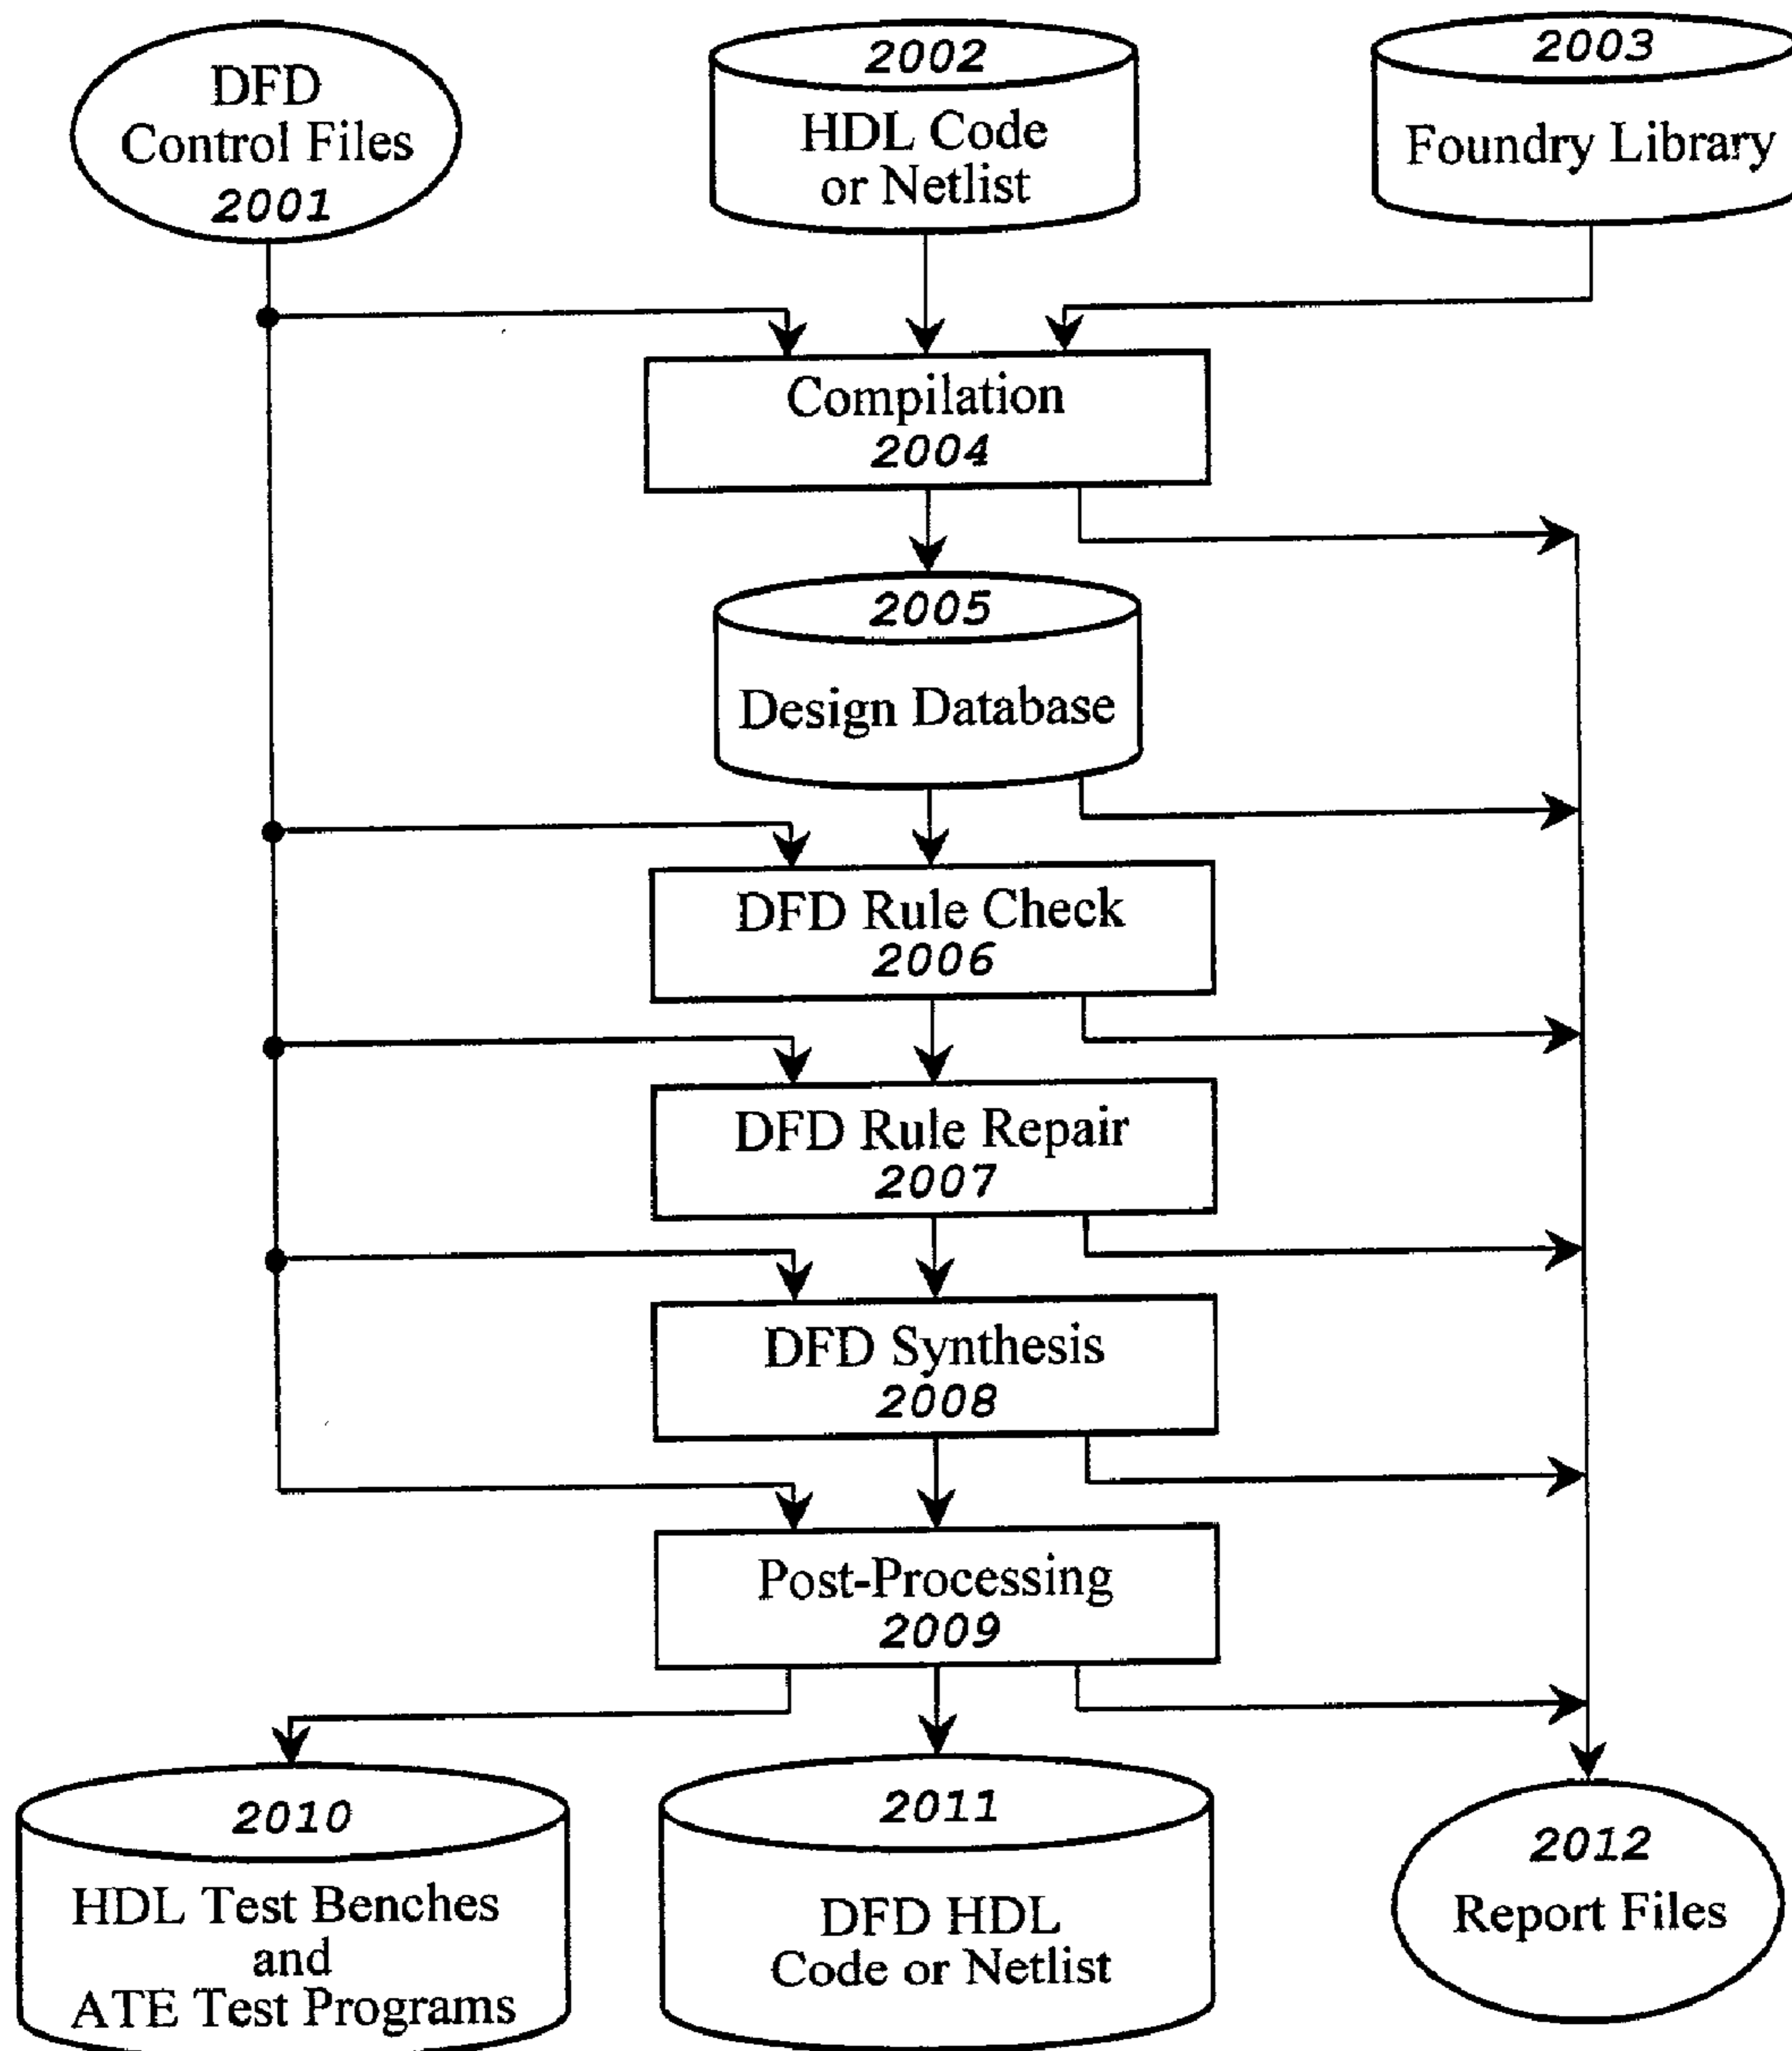 DFD
Control Files
2001
2002
HDL Code
or Netlist
2003
Foundry Library
Compilation
2004
2005
Design Database
DFD Rule Check
2006
DFD Rule Repair
2007
DFD Synthesis
2008
Post-Processing
2009
2010
HDL Test Benches
and
ATE Test Programs
2011
DFD HDL
Code or Netlist
2012
Report Files